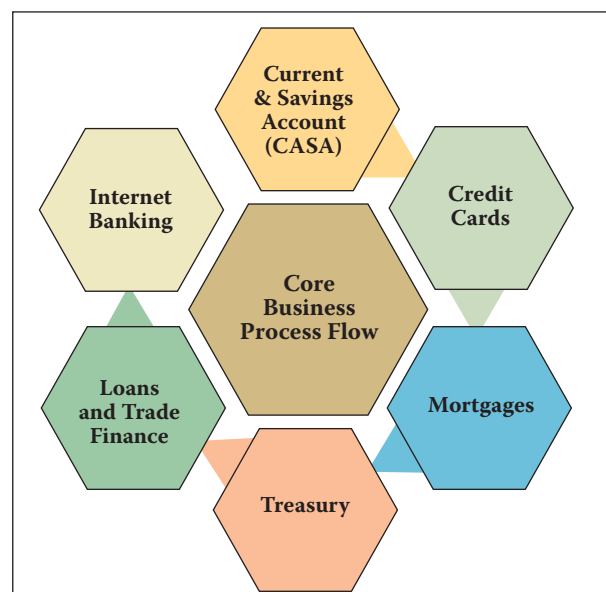 Current
& Savings
Account
(CASA)
Credit
Cards
Mortgages
Treasury
Loans
and Trade
Finance
Internet
Banking
Core
Business
Process Flow